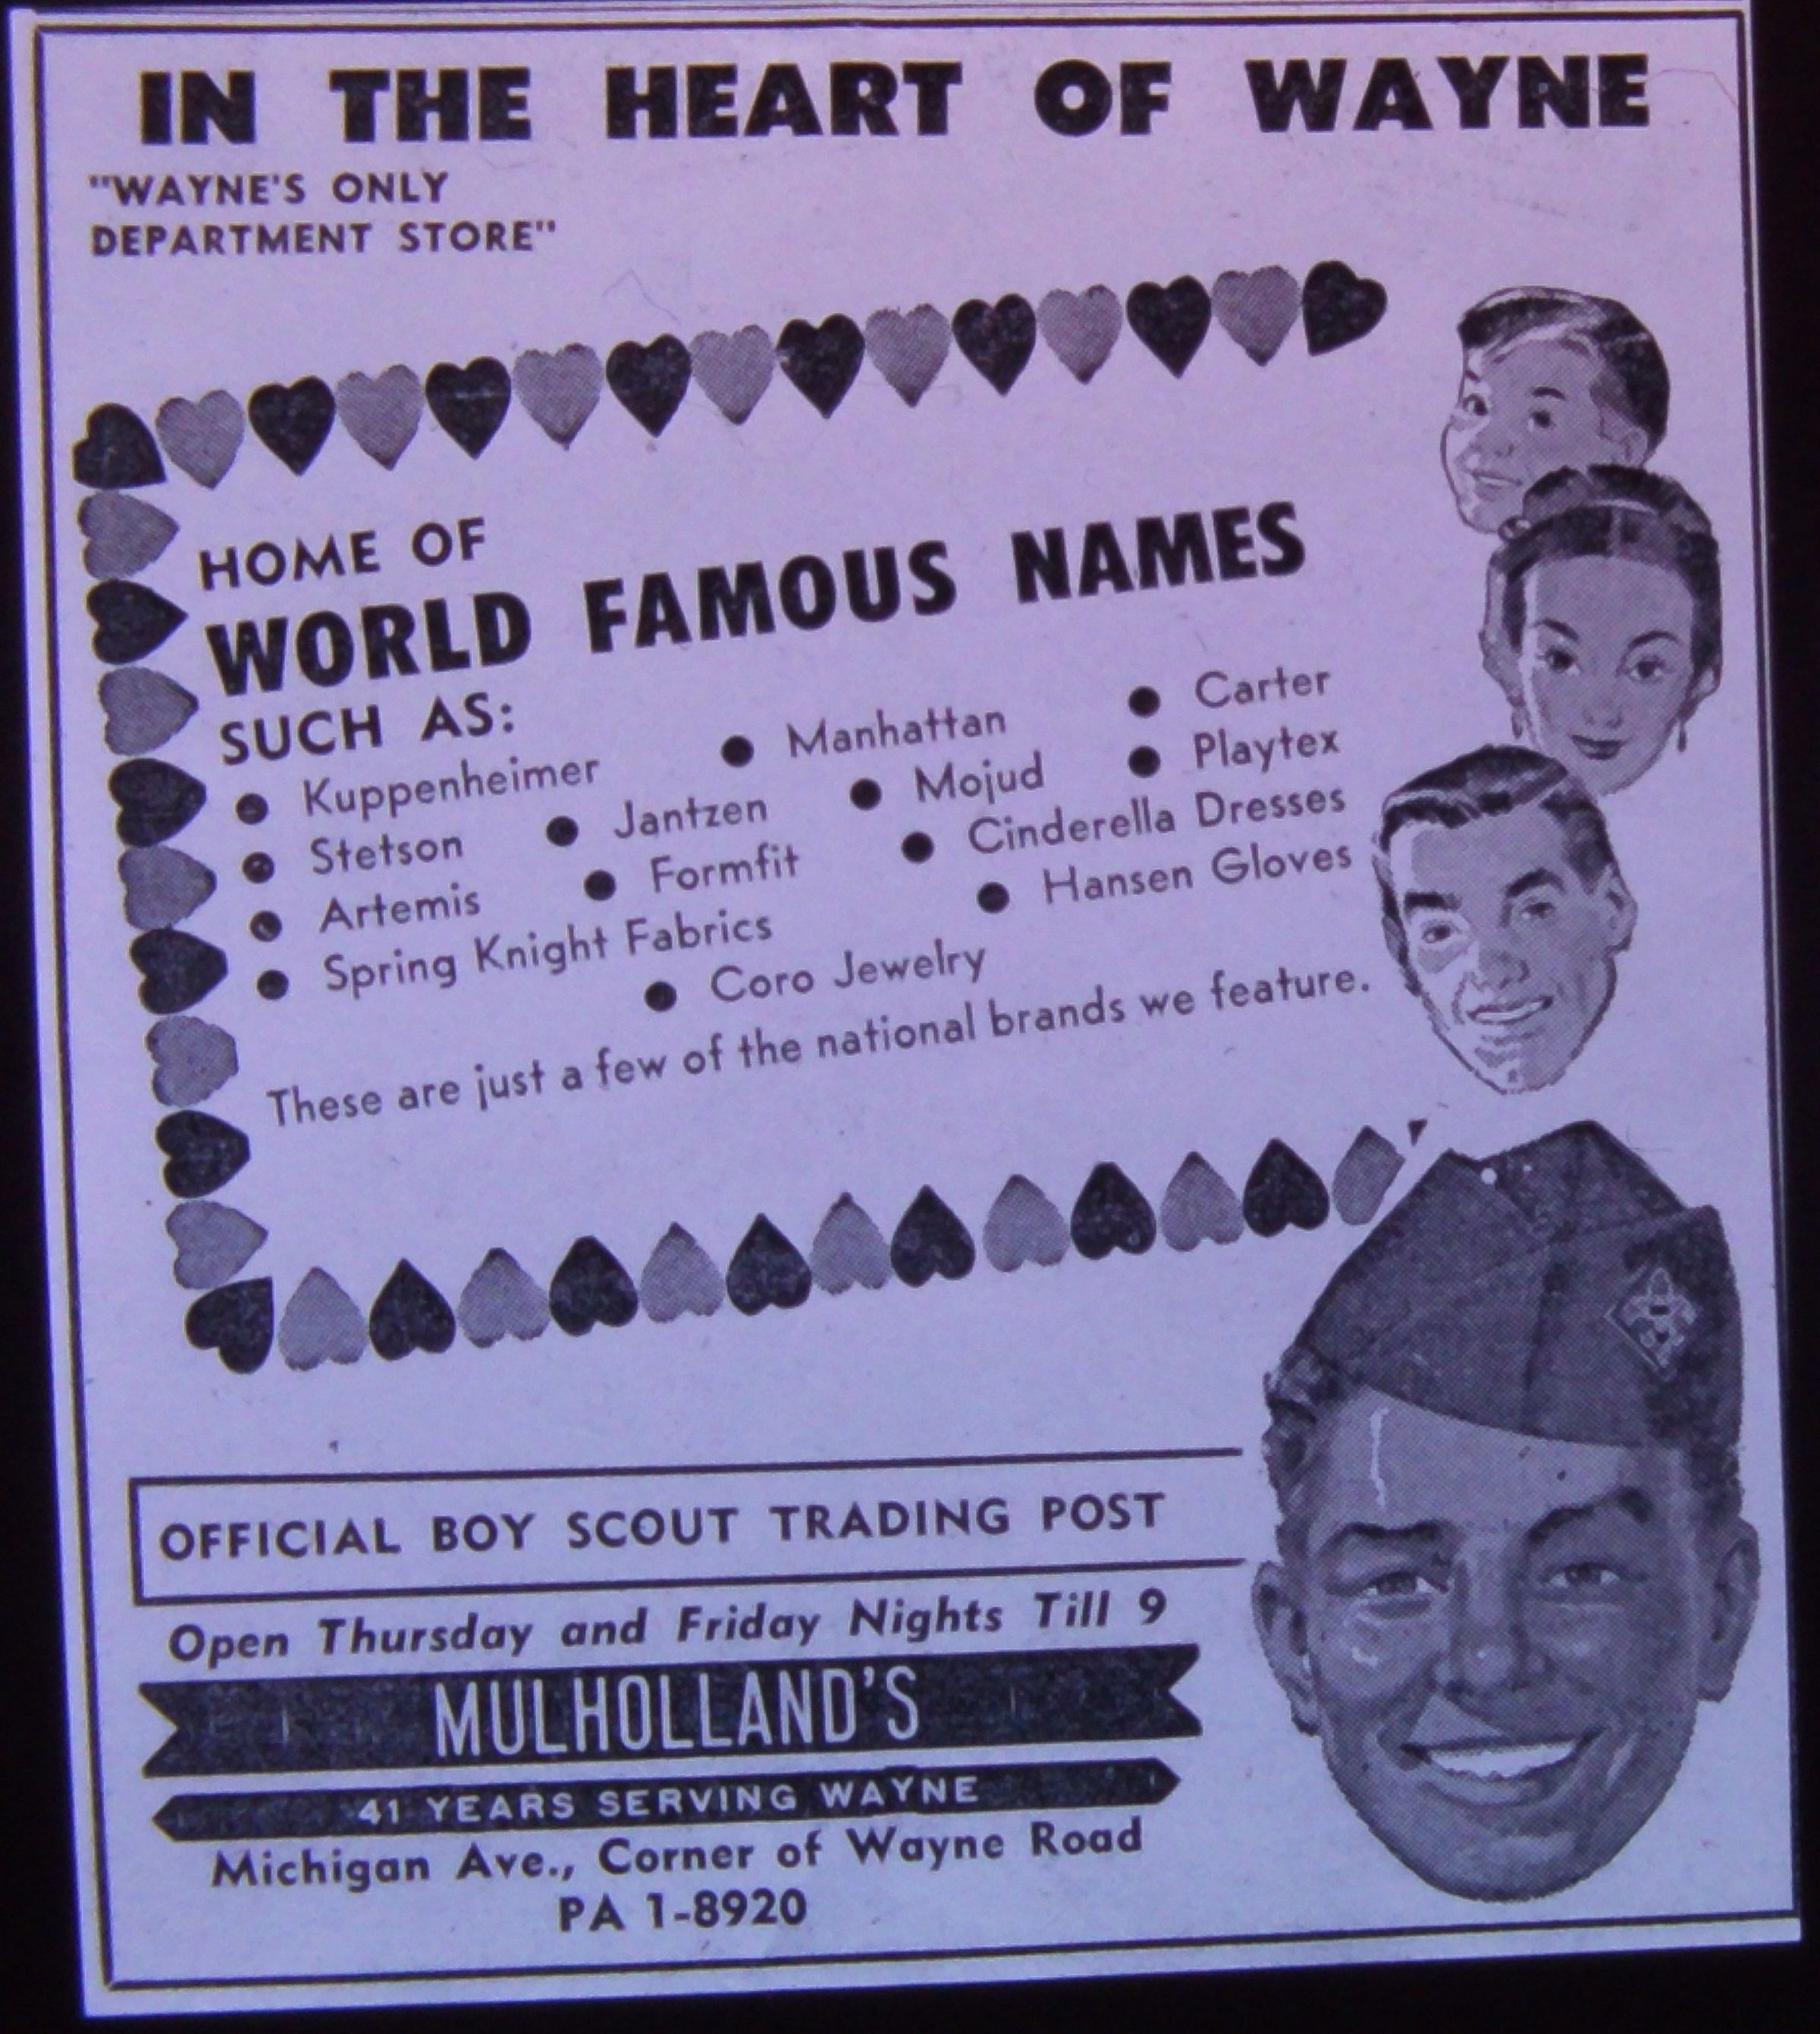 IN THE HEART OF WAYNE
"WAYNE'S ONLY
DEPARTMENT STORE"
HOME OF
WORLD FAMOUS NAMES
SUCH AS:
• Kuppenheimer • Manhattan • Carter
• Stetson • Jantzen • Mojud • Playtex
• Artemis • Formfit • Cinderella Dresses
• Spring Knight Fabrics • Hansen Gloves
• Coro Jewelry
These are just a few of the national brands we feature.
OFFICIAL BOY SCOUT TRADING POST
Open Thursday and Friday Nights Till 9
MULHOLLAND'S
41 YEARS SERVING WAYNE
Michigan Ave., Corner of Wayne Road
PA 1-8920